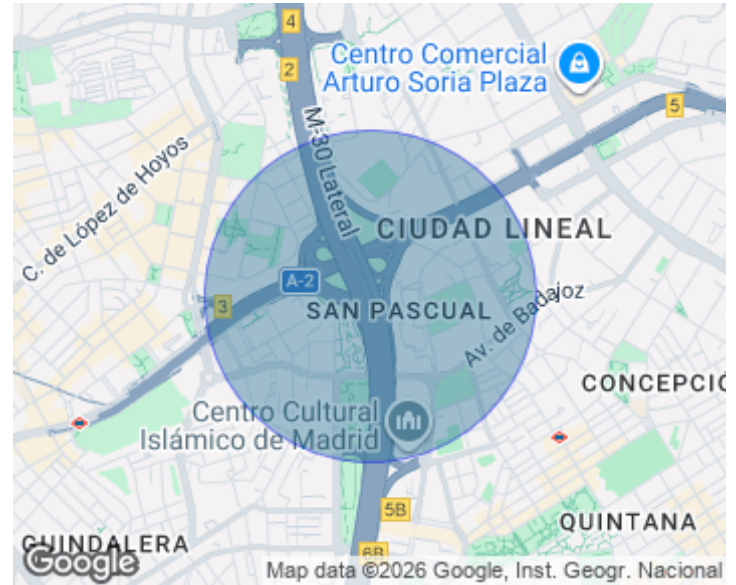 4
2
Centro Comercial
Arturo Soria Plaza
5
M-30 Lateral
C. de López de Hoyos
CIUDAD LINEAL
A-2
3
SAN PASCUAL
Av. de Badajoz
CONCEPCIÓ
Centro Cultural
Islámico de Madrid
5B
QUINTANA
GUINDALERA
6B
Google
Map data ©2026 Google, Inst. Geogr. Nacional